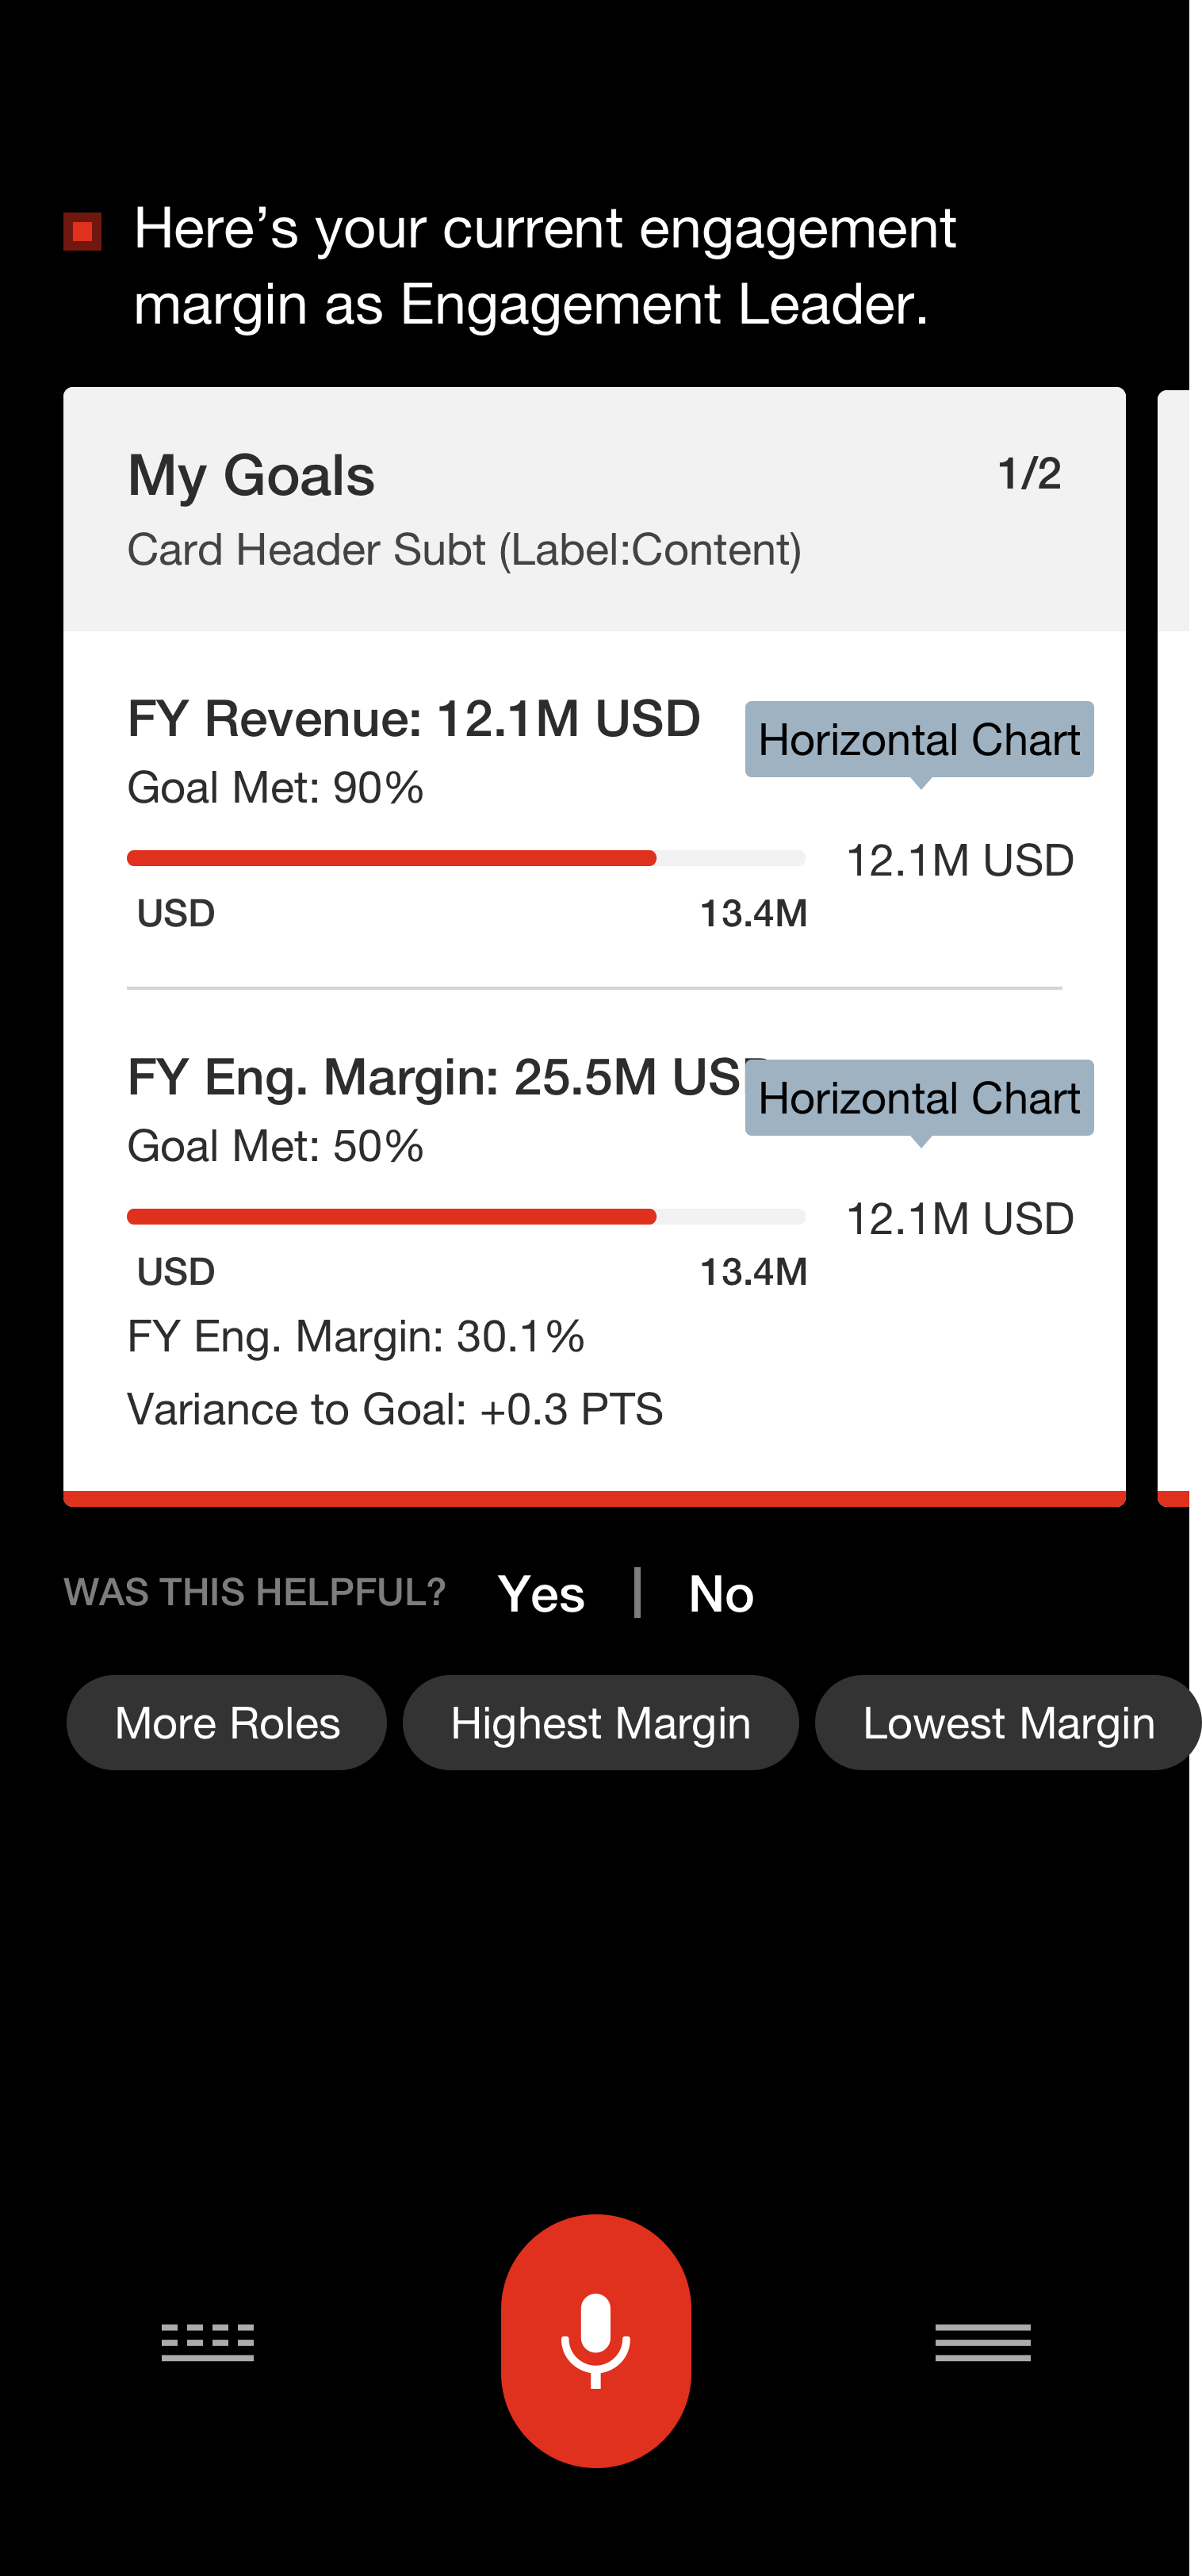 Here’s your current engagement
margin as Engagement Leader.
My Goals
1/2
Card Header Subt (Label:Content)
FY Revenue: 12.1M USD
Horizontal Chart
Goal Met: 90%
12.1M USD
USD
13.4M
FY Eng. Margin: 25.5M USD
Horizontal Chart
Goal Met: 50%
12.1M USD
USD
13.4M
FY Eng. Margin: 30.1%
Variance to Goal: +0.3 PTS
WAS THIS HELPFUL?
Yes | No
More Roles
Highest Margin
Lowest Margin